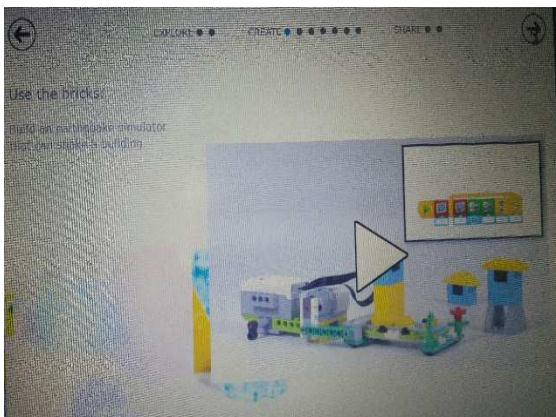 EXPLORE CREATE SHARE
Use the bricks:
Build an earthquake simulator
that can shake a building